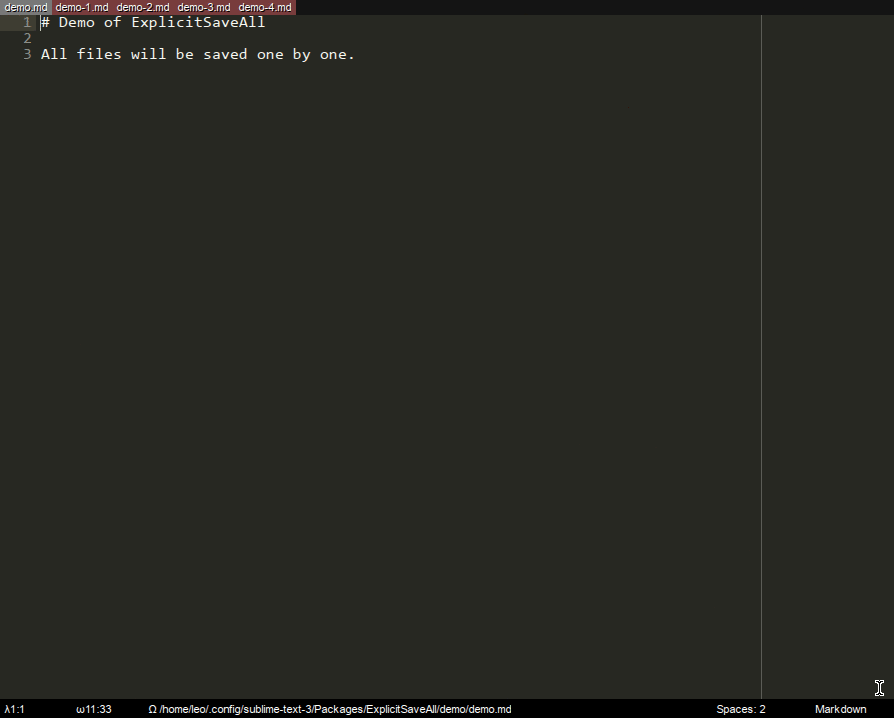 demo.md demo-1.md demo-2.md demo-3.md demo-4.md
1 # Demo of ExplicitSaveAll
2
3 All files will be saved one by one.
λ1:1 ω11:33 Ω /home/leo/.config/sublime-text-3/Packages/ExplicitSaveAll/demo/demo.md Spaces: 2 Markdown